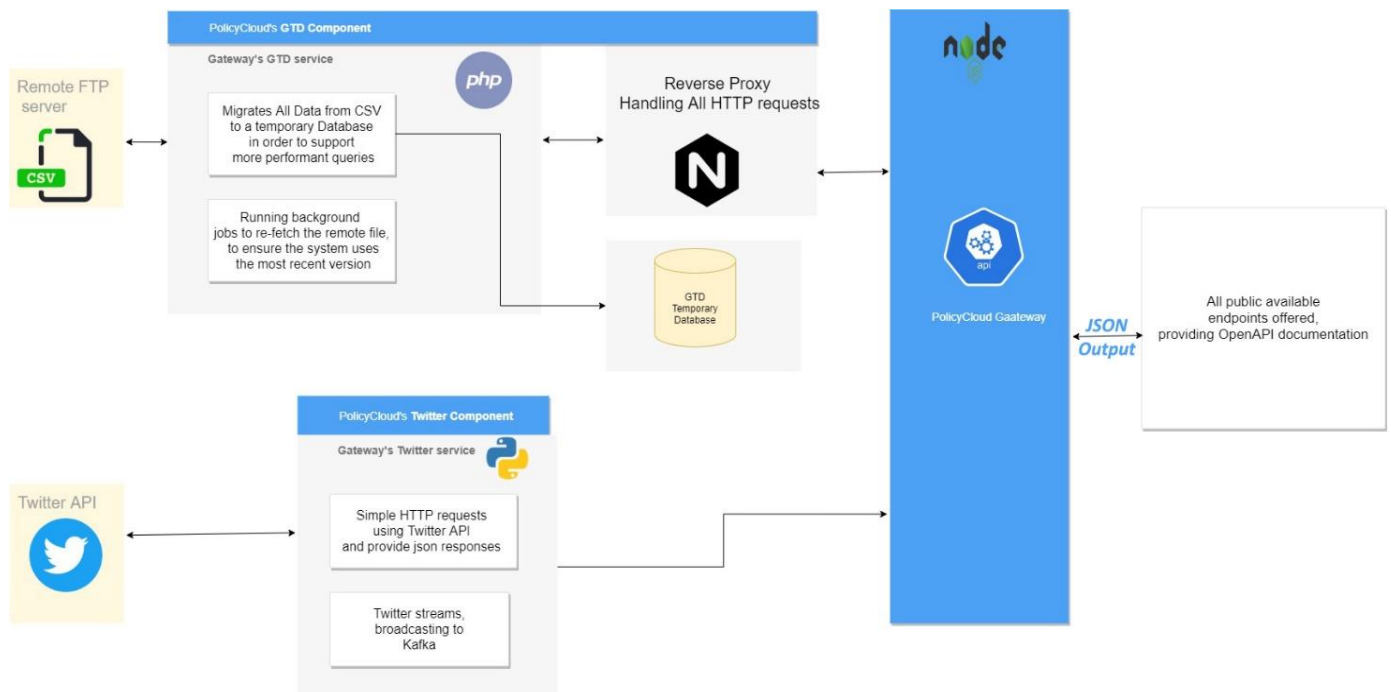 PolicyCloud's GTD Component
Gateway's GTD service
php
Remote FTP
server
CSV
Migrates All Data from CSV
to a temporary Database
in order to support
more performant queries
Running background
jobs to re-fetch the remote file,
to ensure the system uses
the most recent version
Reverse Proxy
Handling All HTTP requests
N
GTD
Temporary
Database
node
api
PolicyCloud Gaateway
JSON
Output
All public available
endpoints offered,
providing OpenAPI documentation
PolicyCloud's Twitter Component
Gateway's Twitter service
Twitter API
Simple HTTP requests
using Twitter API
and provide json responses
Twitter streams,
broadcasting to
Kafka